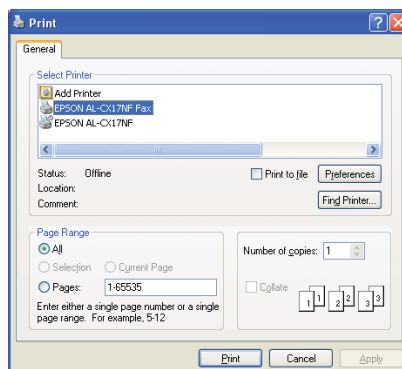 Print
General
Select Printer
Add Printer
EPSON AL-CX17NF Fax
EPSON AL-CX17NF
Status: Offline
Location:
Comment:
Print to file Preferences
Find Printer...
Page Range
All
Selection Current Page
Pages: 1-65535
Enter either a single page number or a single
page range. For example, 5-12
Number of copies: 1
Collate
1 1 2 2 3 3
Print Cancel Apply